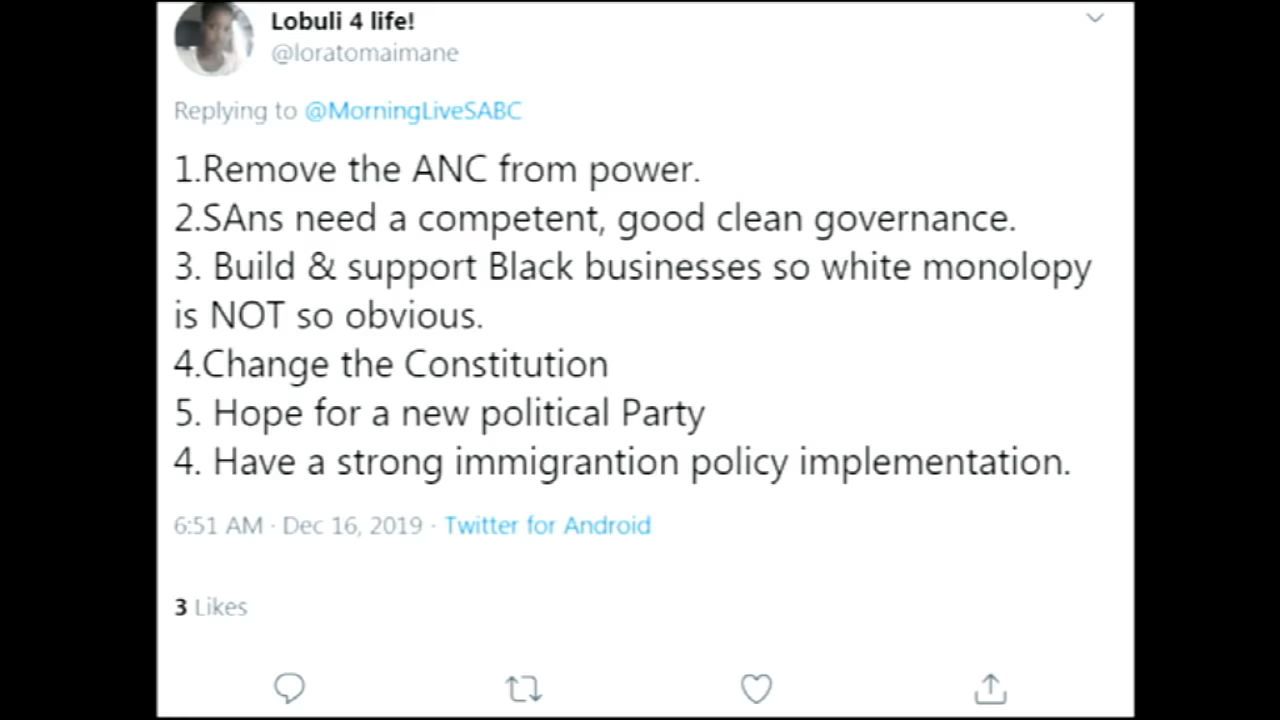 Lobuli 4 life!
@loratomaimane
Replying to @MorningLiveSABC
1.Remove the ANC from power.
2.SAns need a competent, good clean governance.
3. Build & support Black businesses so white monolopy
is NOT so obvious.
4.Change the Constitution
5. Hope for a new political Party
4. Have a strong immigrantion policy implementation.
6:51 AM · Dec 16, 2019 · Twitter for Android
3 Likes